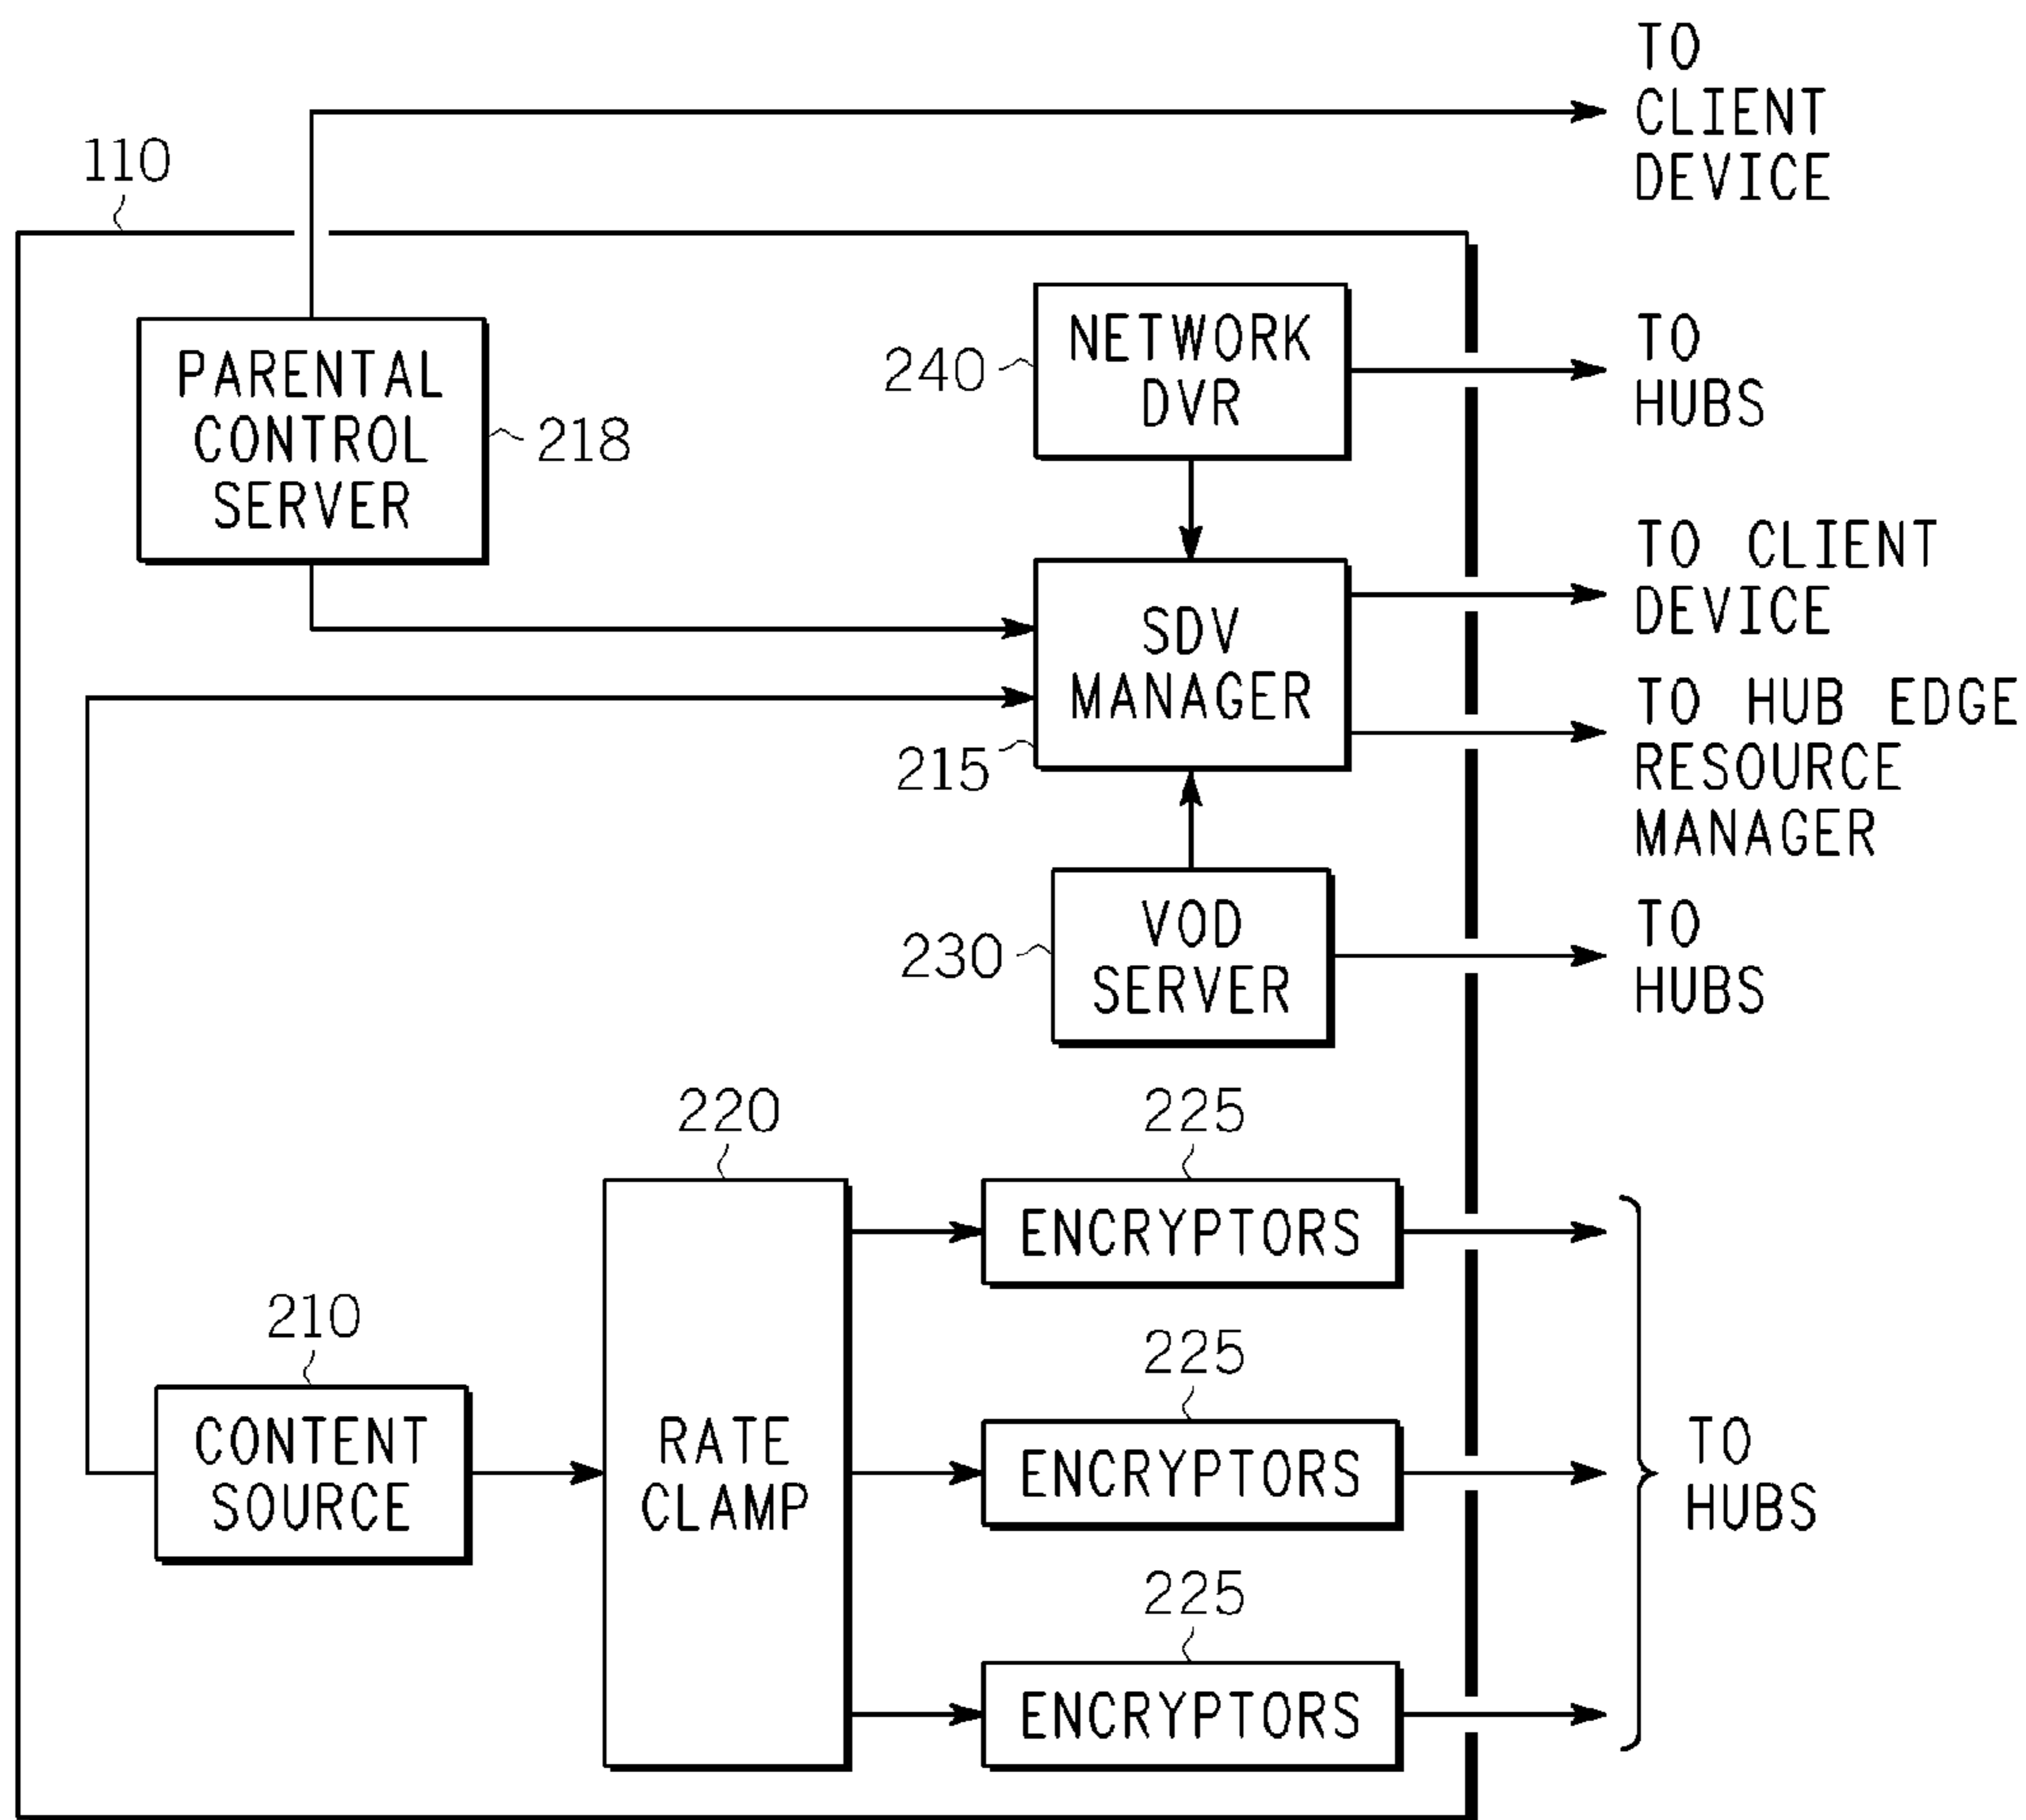 TO
CLIENT
DEVICE
110
PARENTAL
CONTROL
SERVER
218
240
NETWORK
DVR
TO
HUBS
SDV
MANAGER
215
TO CLIENT
DEVICE
TO HUB EDGE
RESOURCE
MANAGER
230
VOD
SERVER
TO
HUBS
220
RATE
CLAMP
225
ENCRYPTORS
210
CONTENT
SOURCE
225
ENCRYPTORS
225
ENCRYPTORS
TO
HUBS